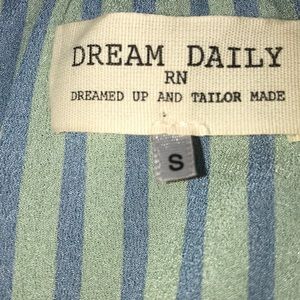 DREAM DAILY
RN
DREAMED UP AND TAILOR MADE
S